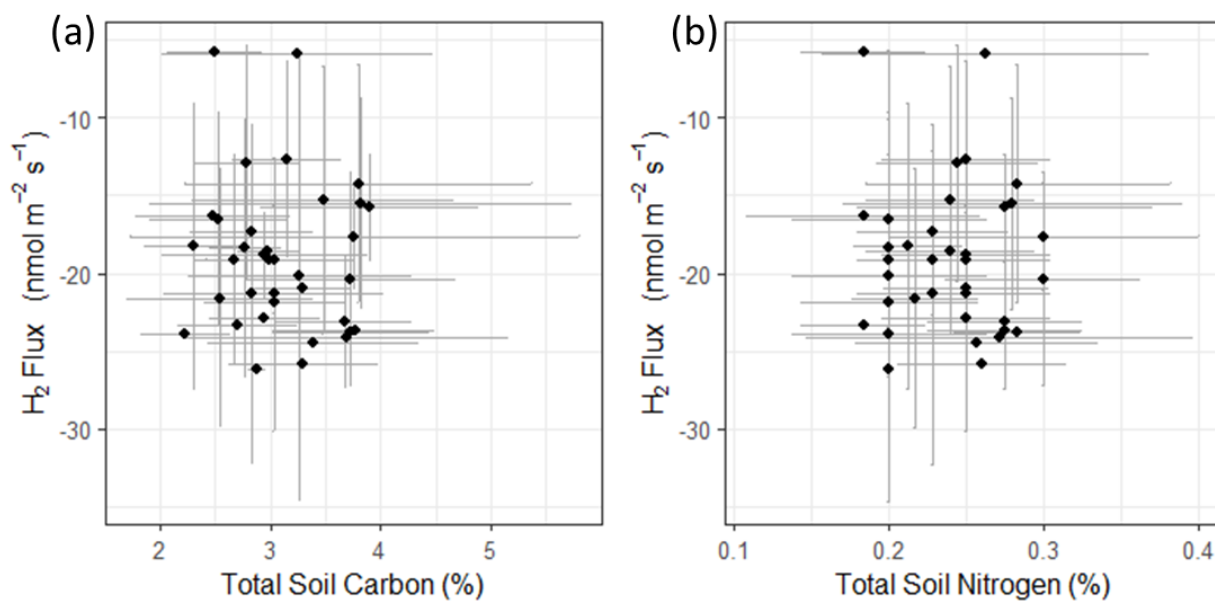 (a)
(b)
-10
-20
-30
H₂ Flux (nmol m⁻² s⁻¹)
2 3 4 5
Total Soil Carbon (%)
-10
-20
-30
H₂ Flux (nmol m⁻² s⁻¹)
0.1 0.2 0.3 0.4
Total Soil Nitrogen (%)